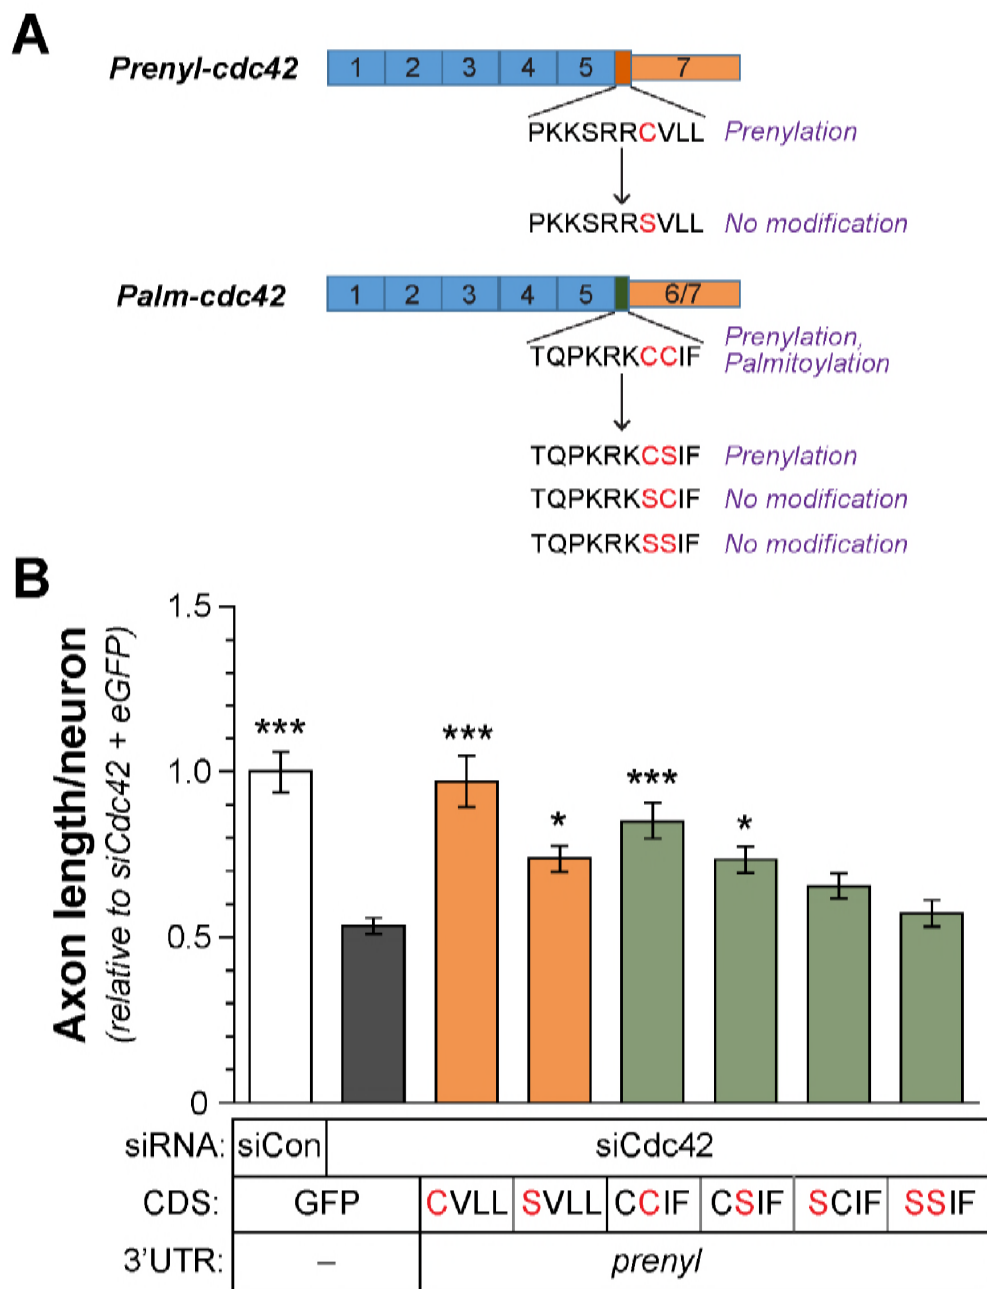 A
Prenyl-cdc42 1 2 3 4 5 7
PKKSRRCVLL Prenylation
PKKSRRSVLL No modification
Palm-cdc42 1 2 3 4 5 6/7
TQPKRKCCIF Prenylation,
Palmitoylation
TQPKRKCSIF Prenylation
TQPKRKSCIF No modification
TQPKRKSSIF No modification
B
Axon length/neuron
(relative to siCdc42 + eGFP)
1.5
1.0
0.5
0
***
***
*
***
*
siRNA: siCon siCdc42
CDS: GFP CVLL SVLL CCIF CSIF SCIF SSIF
3'UTR: – prenyl